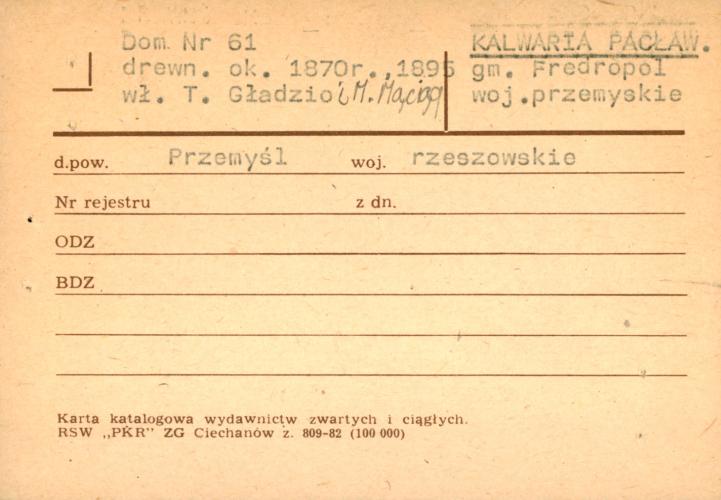 Dom Nr 61
drewn. ok. 1870r., 1895
wł. T. Gładzio i M. Maciąg
KALWARIA PACŁAW.
gm. Fredropol
woj.przemyskie
d.pow. Przemyśl woj. rzeszowskie
Nr rejestru z dn.
ODZ
BDZ
Karta katalogowa wydawnictw zwartych i ciągłych.
RSW „PKR" ZG Ciechanów z. 809-82 (100 000)